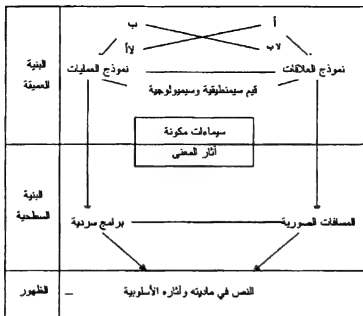 أ ب
لاب لاأ
البنية العميقة
نموذج العلاقات نموذج العمليات
قيم سيمنطيقية وسيميولوجية
سيماءات مكونة
آثار المعنى
البنية السطحية
المسافات الصورية برامج سردية
الظهور
النص في ماديته وآثاره الأسلوبية